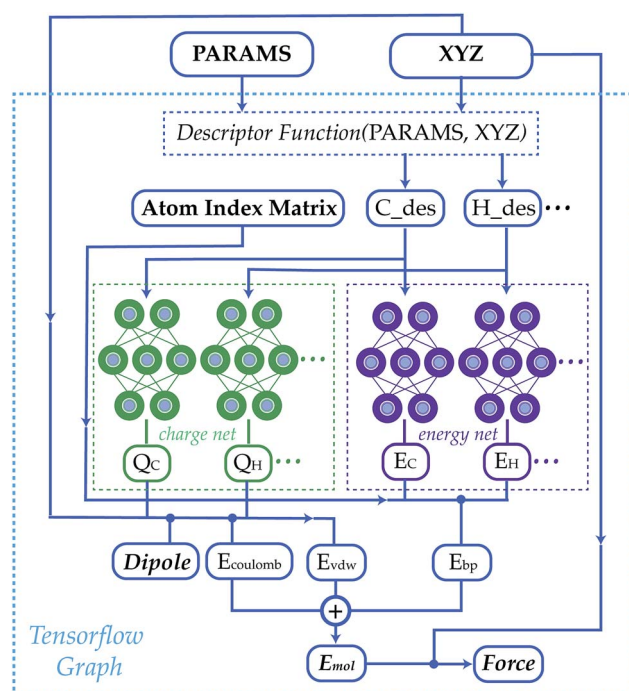 PARAMS
XYZ
Descriptor Function(PARAMS, XYZ)
Atom Index Matrix
C_des
H_des
...
...
...
charge net
energy net
QC
QH
...
EC
EH
...
Dipole
Ecoulomb
Evdw
Ebp
+
Tensorflow
Graph
Emol
Force